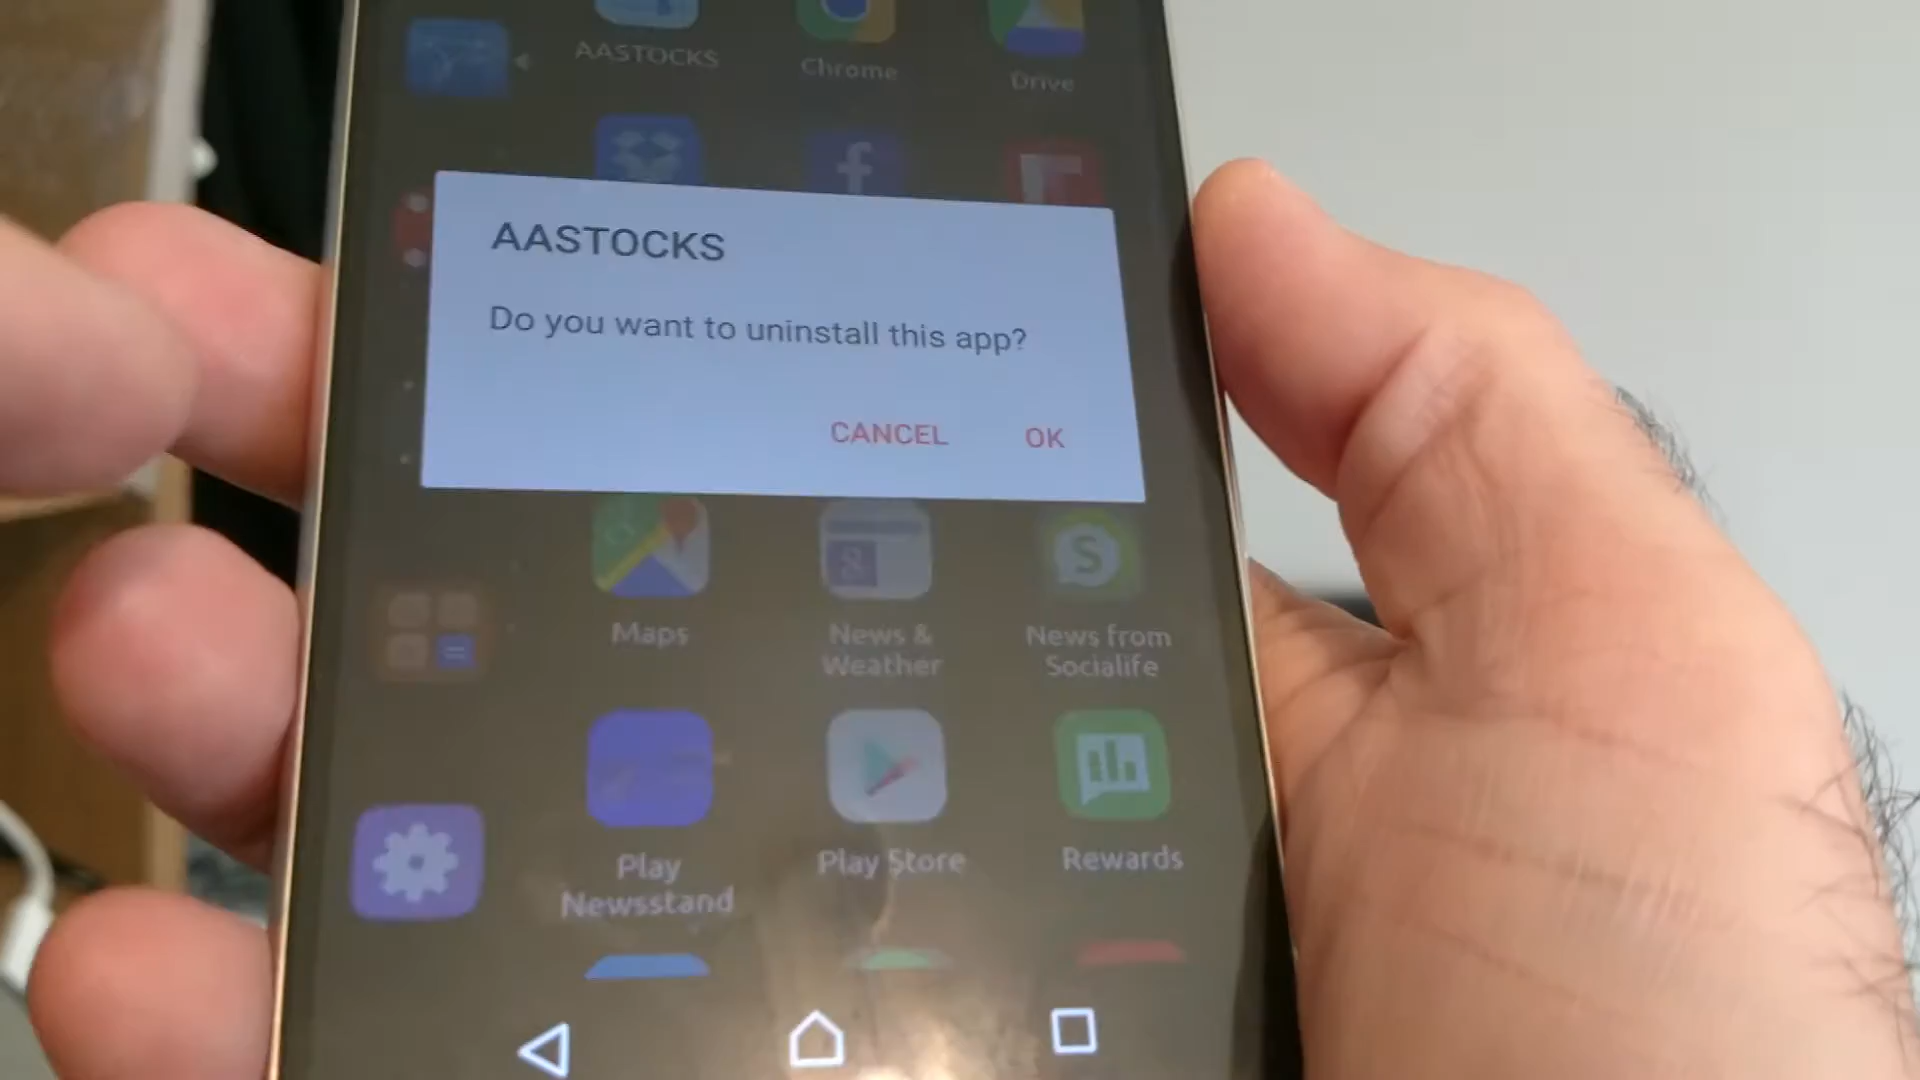 AASTOCKS
Chrome
Drive
AASTOCKS
Do you want to uninstall this app?
CANCEL
OK
Maps
News &
Weather
News from
Socialife
Play
Newsstand
Play Store
Rewards